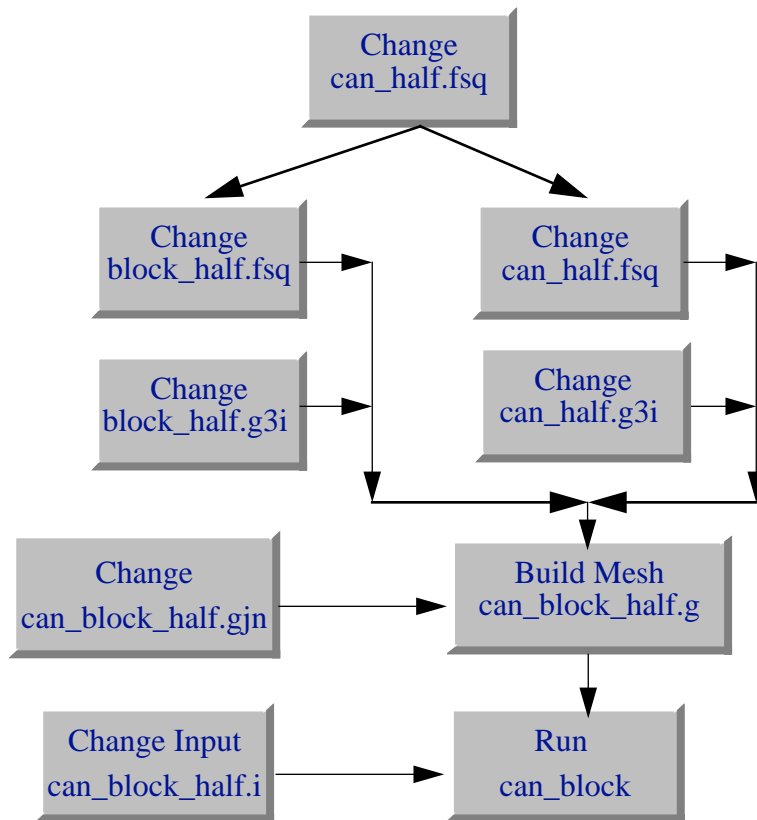 Change
can_half.fsq
Change
block_half.fsq
Change
can_half.fsq
Change
block_half.g3i
Change
can_half.g3i
Change
can_block_half.gjn
Build Mesh
can_block_half.g
Change Input
can_block_half.i
Run
can_block